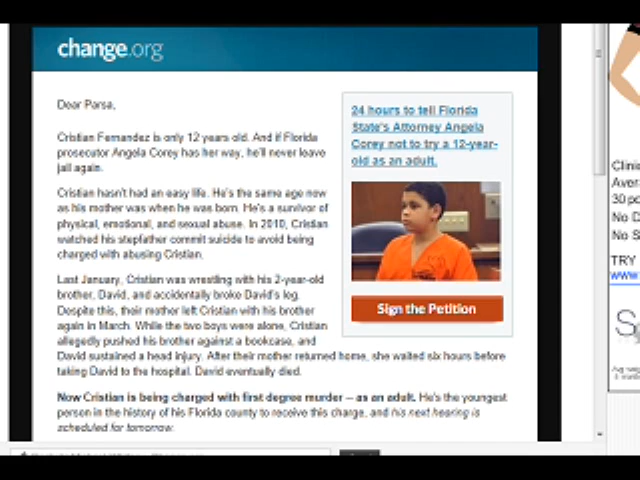 change.org
Dear Parsa,
24 hours to tell Florida
State's Attorney Angela
Corey not to try a 12-year-
old as an adult.
Cristian Fernandez is only 12 years old. And if Florida
prosecutor Angela Corey has her way, he'll never leave
jail again.
Cristian hasn't had an easy life. He's the same age now
as his mother was when he was born. He's a survivor of
physical, emotional, and sexual abuse. In 2010, Cristian
watched his stepfather commit suicide to avoid being
charged with abusing Cristian.
Last January, Cristian was wrestling with his 2-year-old
brother, David, and accidentally broke David's leg.
Despite this, their mother left Cristian with his brother
again in March. While the two boys were alone, Cristian
allegedly pushed his brother against a bookcase, and
David sustained a head injury. After their mother returned home, she waited six hours before
taking David to the hospital. David eventually died.
Sign the Petition
Now Cristian is being charged with first degree murder -- as an adult. He's the youngest
person in the history of his Florida county to receive this charge, and his next hearing is
scheduled for tomorrow.
Clinic
Avera
30 po
No D
No S
TRY
www.